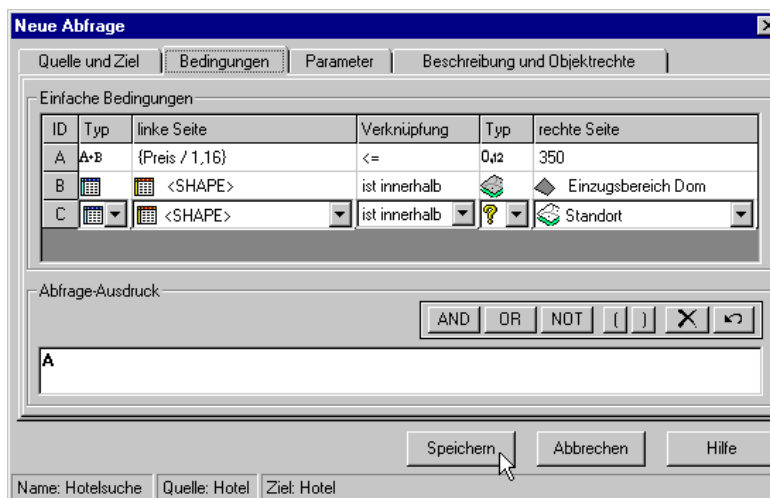 Neue Abfrage
Quelle und Ziel Bedingungen Parameter Beschreibung und Objektrechte
Einfache Bedingungen
ID Typ linke Seite Verknüpfung Typ rechte Seite
A A+B {Preis / 1,16} <= 0,12 350
B <SHAPE> ist innerhalb Einzugsbereich Dom
C <SHAPE> ist innerhalb ? Standort
Abfrage-Ausdruck
AND OR NOT ( )
A
Speichern Abbrechen Hilfe
Name: Hotelsuche Quelle: Hotel Ziel: Hotel